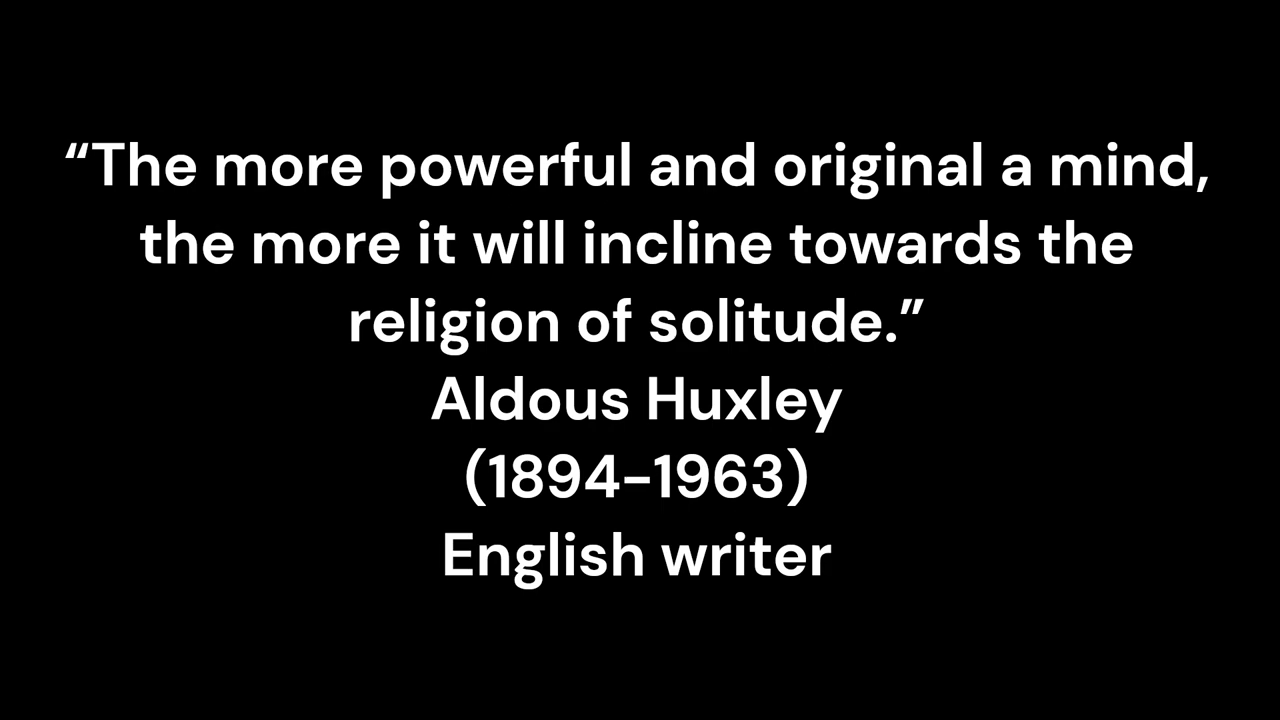 “The more powerful and original a mind,
the more it will incline towards the
religion of solitude.”
Aldous Huxley
(1894–1963)
English writer